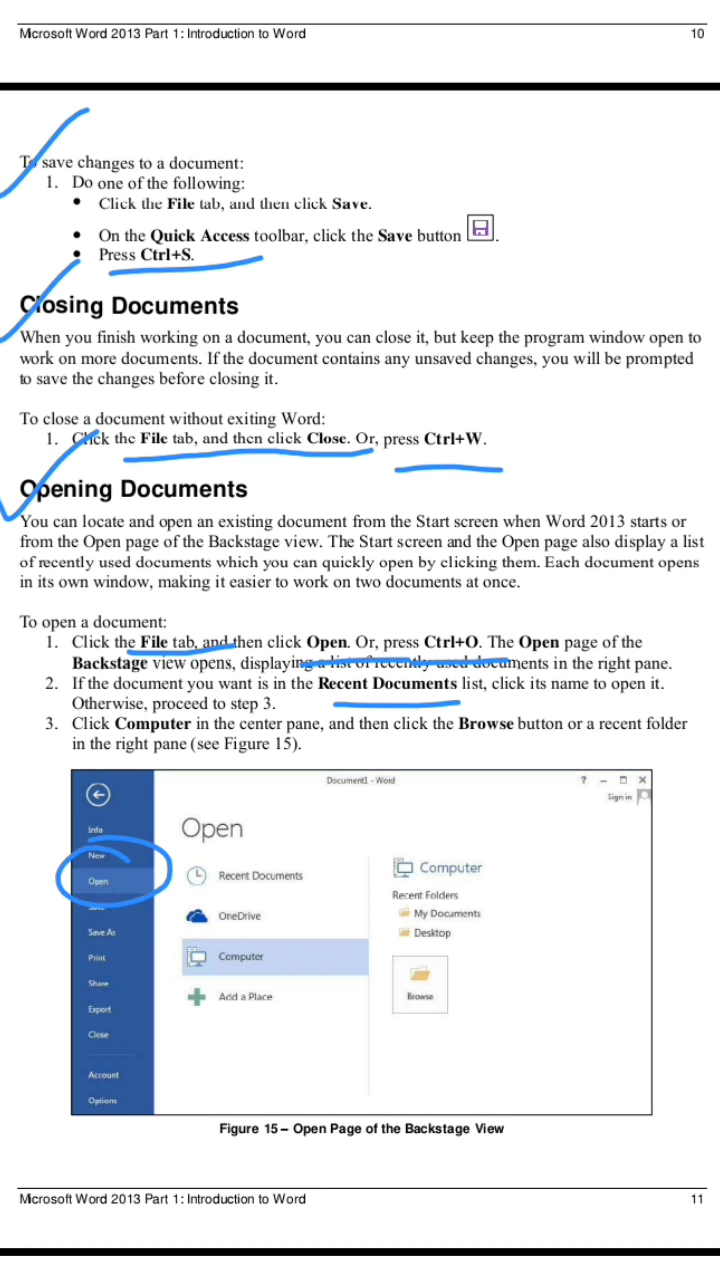 Microsoft Word 2013 Part 1: Introduction to Word 10
To save changes to a document:
1. Do one of the following:
• Click the File tab, and then click Save.
• On the Quick Access toolbar, click the Save button .
• Press Ctrl+S.
Closing Documents
When you finish working on a document, you can close it, but keep the program window open to
work on more documents. If the document contains any unsaved changes, you will be prompted
to save the changes before closing it.
To close a document without exiting Word:
1. Click the File tab, and then click Close. Or, press Ctrl+W.
Opening Documents
You can locate and open an existing document from the Start screen when Word 2013 starts or
from the Open page of the Backstage view. The Start screen and the Open page also display a list
of recently used documents which you can quickly open by clicking them. Each document opens
in its own window, making it easier to work on two documents at once.
To open a document:
1. Click the File tab, and then click Open. Or, press Ctrl+O. The Open page of the
Backstage view opens, displaying a list of recently used documents in the right pane.
2. If the document you want is in the Recent Documents list, click its name to open it.
Otherwise, proceed to step 3.
3. Click Computer in the center pane, and then click the Browse button or a recent folder
in the right pane (see Figure 15).
Document1 - Word ?
Sign in
Info
New
Open
Save
Save As
Print
Share
Export
Close
Account
Options
Open
Recent Documents
OneDrive
Computer
Add a Place
Computer
Recent Folders
My Documents
Desktop
Browse
Figure 15 – Open Page of the Backstage View
Microsoft Word 2013 Part 1: Introduction to Word 11